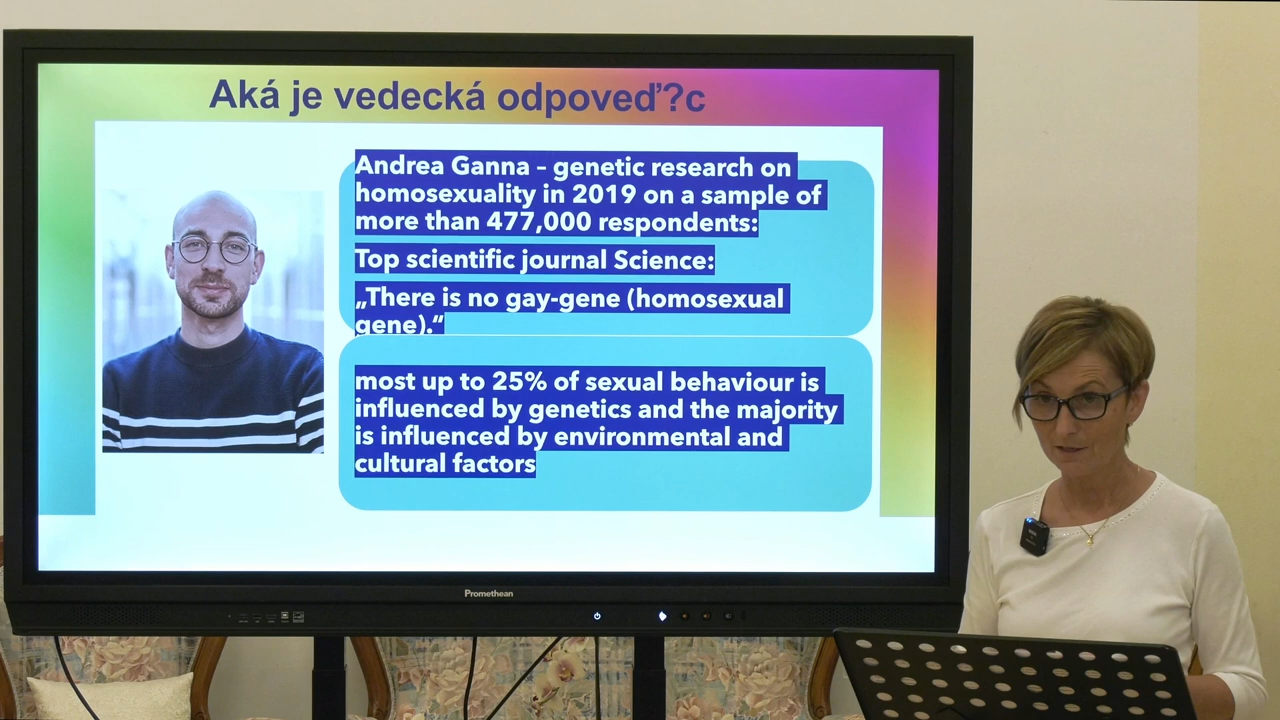 Aká je vedecká odpoveď?c
Andrea Ganna – genetic research on
homosexuality in 2019 on a sample of
more than 477,000 respondents:
Top scientific journal Science:
„There is no gay-gene (homosexual
gene).“
most up to 25% of sexual behaviour is
influenced by genetics and the majority
is influenced by environmental and
cultural factors
Promethean